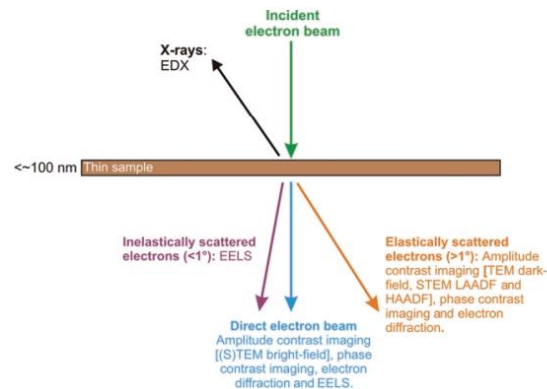 Incident
electron beam
X-rays:
EDX
<~100 nm
Thin sample
Inelastically scattered
electrons (<1°): EELS
Direct electron beam
Amplitude contrast imaging
[(S)TEM bright-field], phase
contrast imaging, electron
diffraction and EELS.
Elastically scattered
electrons (>1°): Amplitude
contrast imaging [TEM dark-
field, STEM LAADF and
HAADF], phase contrast
imaging and electron
diffraction.